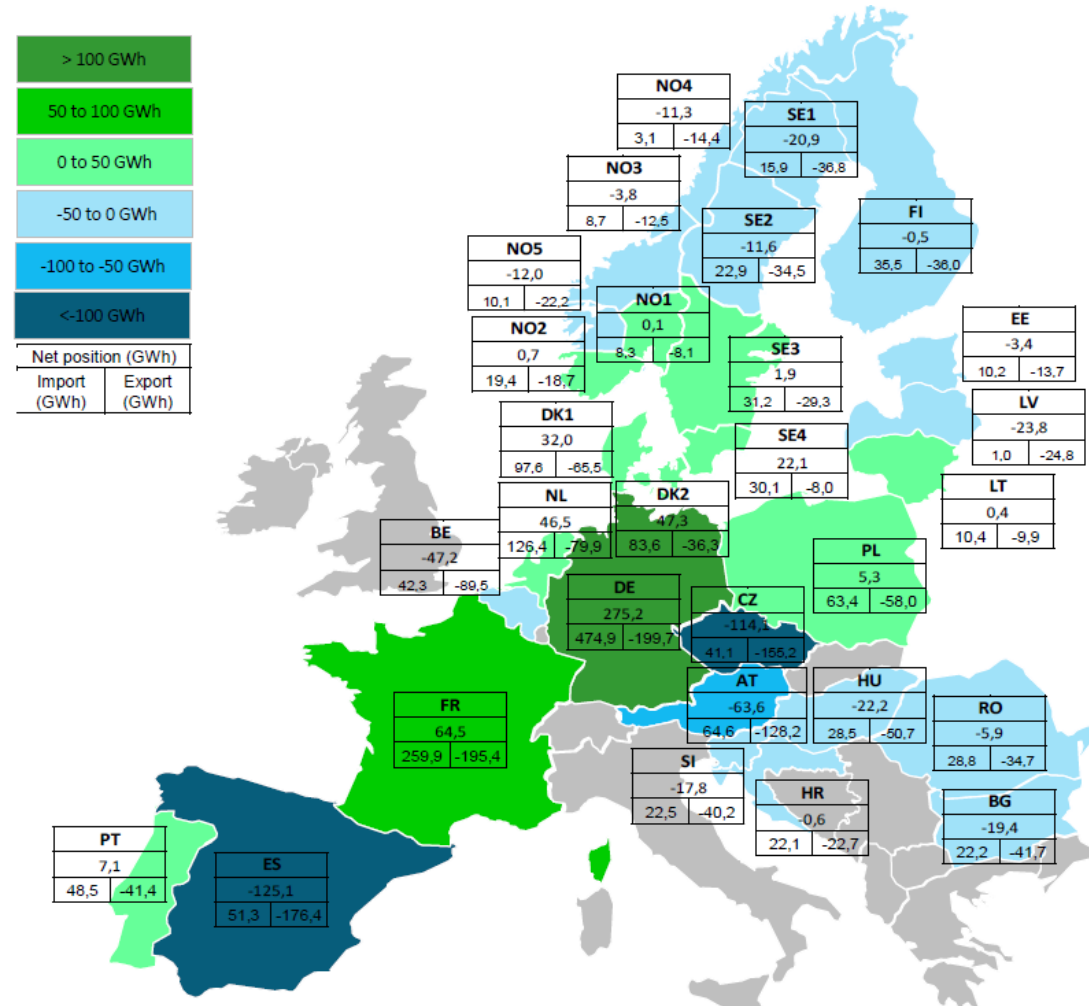 > 100 GWh
50 to 100 GWh
0 to 50 GWh
-50 to 0 GWh
-100 to -50 GWh
<-100 GWh
Net position (GWh)
Import (GWh)
Export (GWh)
NO4
-11,3
3,1 -14,4
SE1
-20,9
15,9 -36,8
NO3
-3,8
8,7 -12,5
SE2
-11,6
22,9 -34,5
FI
-0,5
35,5 -36,0
NO5
-12,0
10,1 -22,2
NO1
0,1
8,3 -8,1
NO2
0,7
19,4 -18,7
EE
-3,4
10,2 -13,7
SE3
1,9
31,2 -29,3
LV
-23,8
1,0 -24,8
DK1
32,0
97,6 -65,5
SE4
22,1
30,1 -8,0
LT
0,4
10,4 -9,9
NL
46,5
126,4 -79,9
DK2
47,3
83,6 -36,3
BE
-47,2
42,3 -89,5
PL
5,3
63,4 -58,0
DE
275,2
474,9 -199,7
CZ
-114,1
41,1 -155,2
AT
-63,6
64,6 -128,2
HU
-22,2
28,5 -50,7
FR
64,5
259,9 -195,4
RO
-5,9
28,8 -34,7
SI
-17,8
22,5 -40,2
HR
-0,6
22,1 -22,7
BG
-19,4
22,2 -41,7
PT
7,1
48,5 -41,4
ES
-125,1
51,3 -176,4